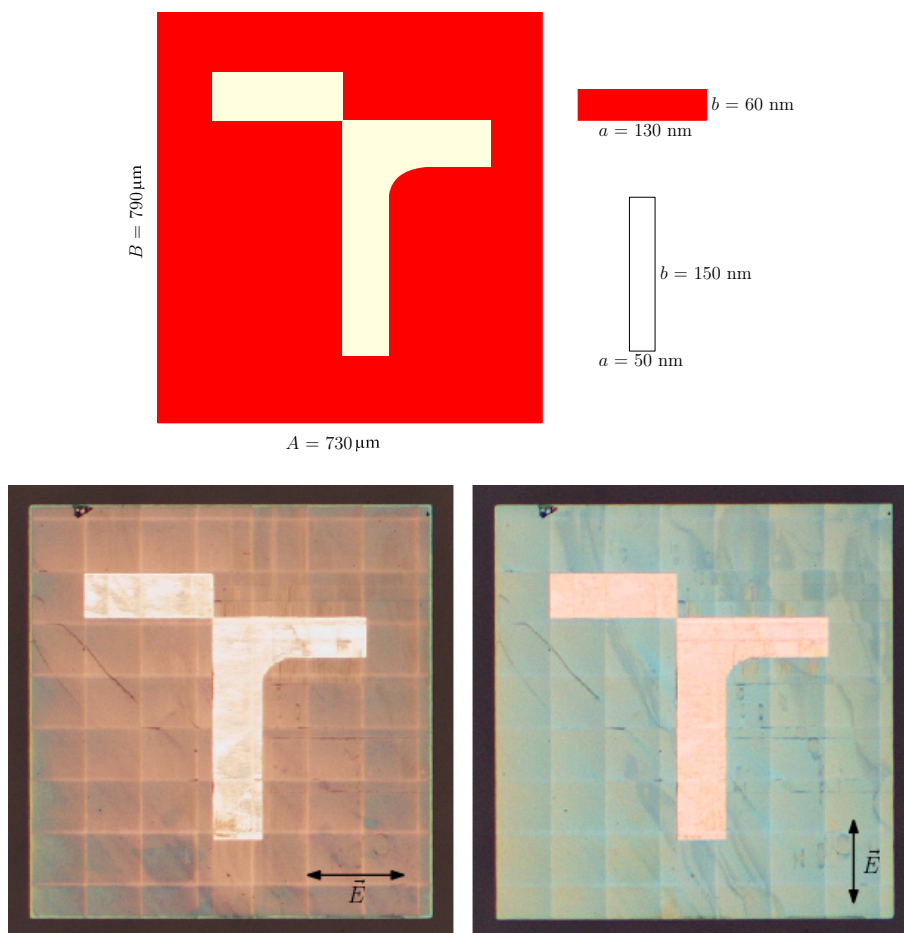 B = 790 μm
A = 730 μm
b = 60 nm
a = 130 nm
b = 150 nm
a = 50 nm
E⃗
E⃗